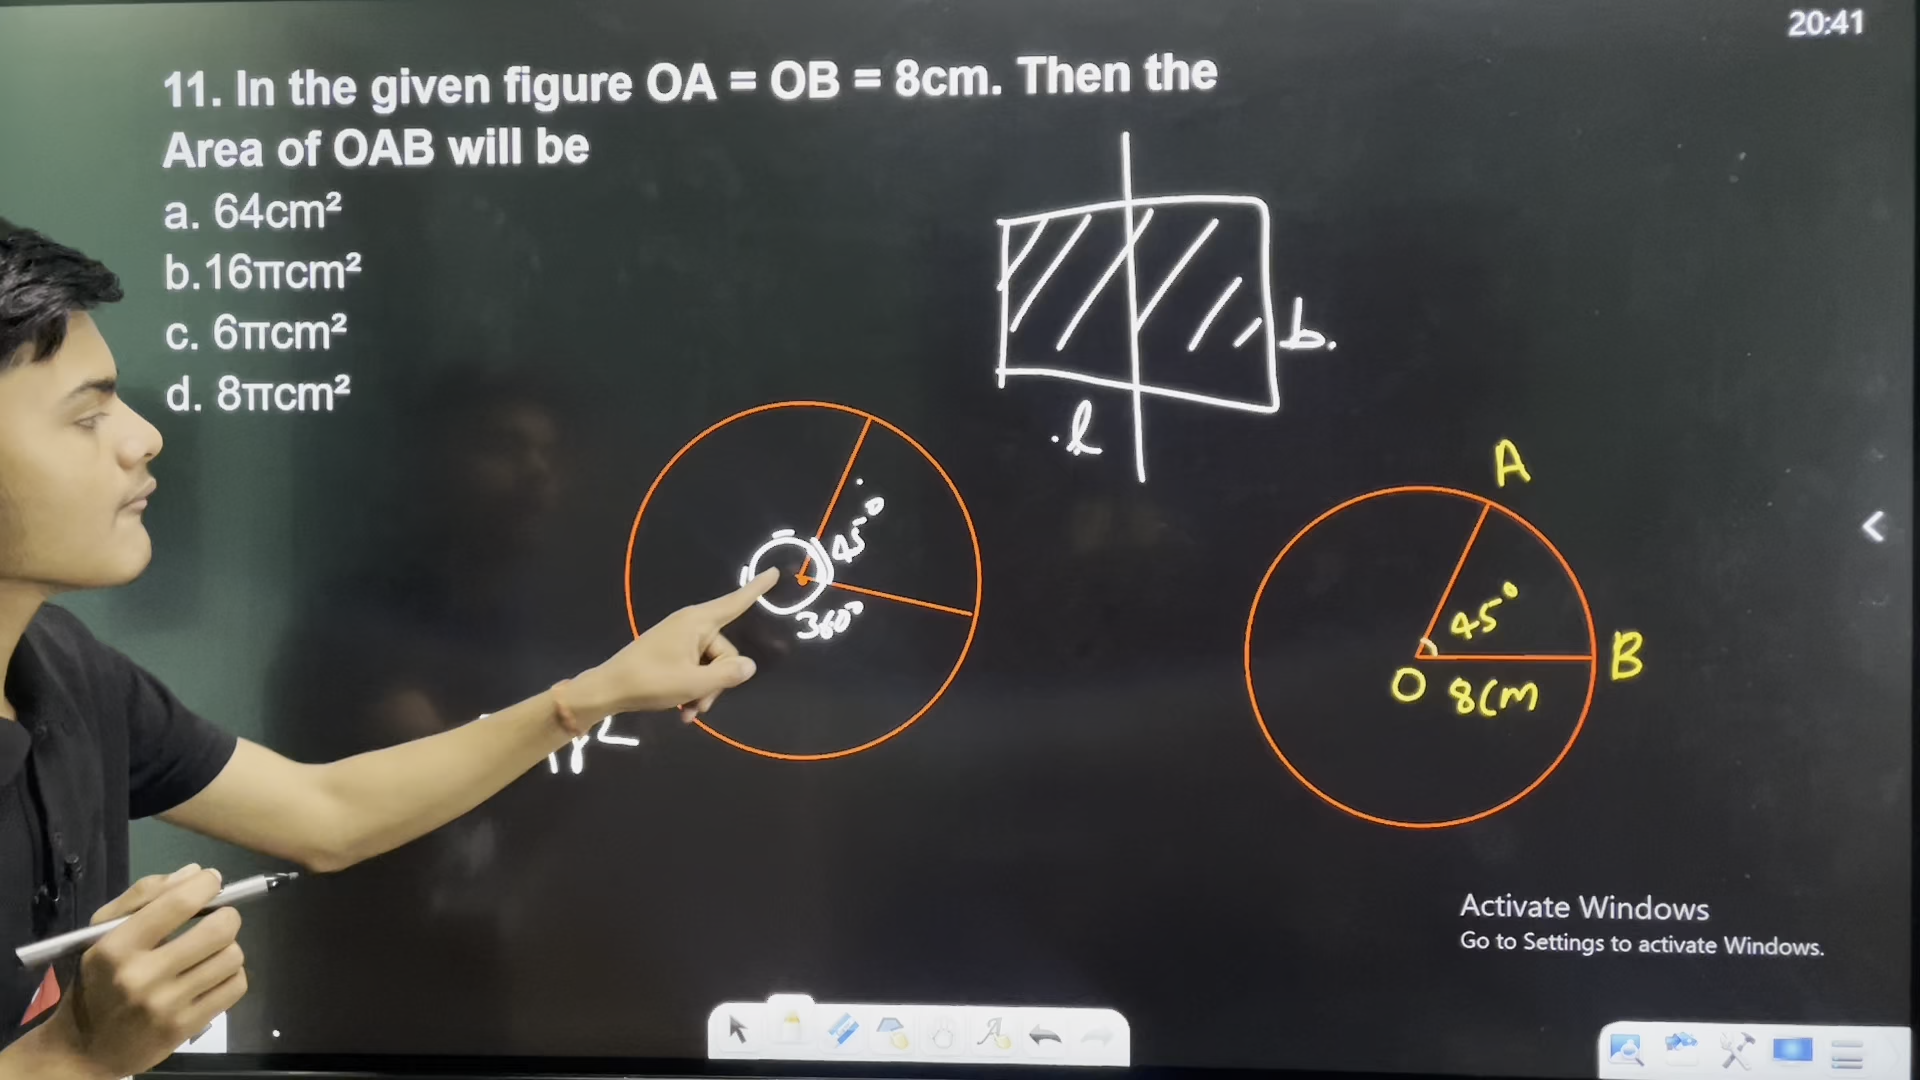 20:41
11. In the given figure OA = OB = 8cm. Then the
Area of OAB will be
a. 64cm²
b.16πcm²
c. 6πcm²
d. 8πcm²
b.
l
A
45°
360°
45°
B
O 8cm
Activate Windows
Go to Settings to activate Windows.